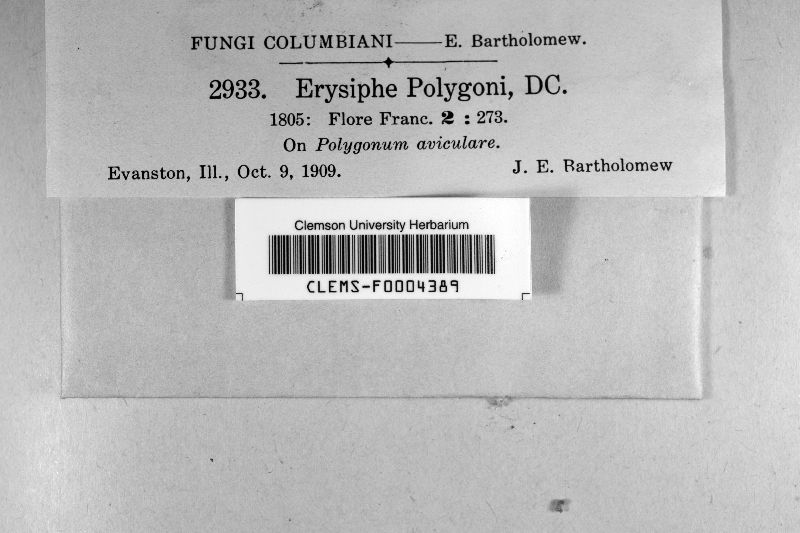 FUNGI COLUMBIANI——E. Bartholomew.
2933. Erysiphe Polygoni, DC.
1805: Flore Franc. 2 : 273.
On Polygonum aviculare.
Evanston, Ill., Oct. 9, 1909. J. E. Bartholomew
Clemson University Herbarium
CLEMS-F0004389